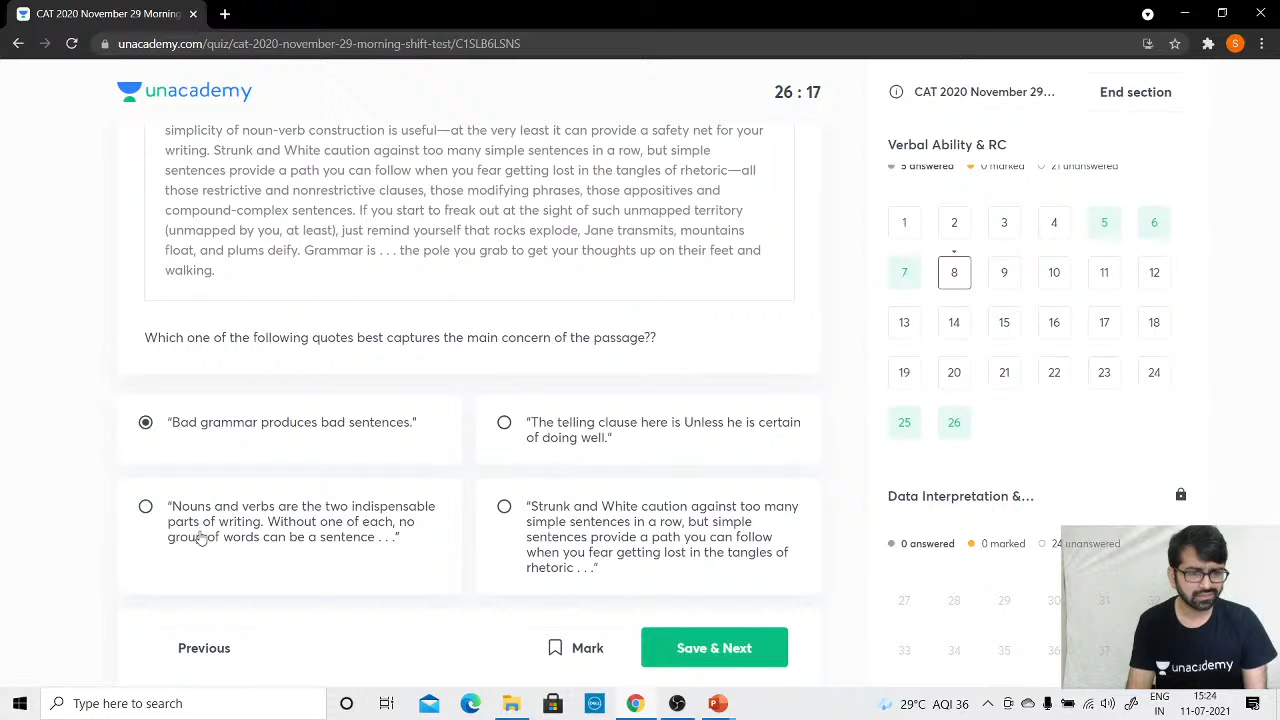 CAT 2020 November 29 Morning
unacademy.com/quiz/cat-2020-november-29-morning-shift-test/C1SLB6LSNS
S
unacademy
26 : 17
CAT 2020 November 29...
End section
simplicity of noun-verb construction is useful—at the very least it can provide a safety net for your
writing. Strunk and White caution against too many simple sentences in a row, but simple
sentences provide a path you can follow when you fear getting lost in the tangles of rhetoric—all
those restrictive and nonrestrictive clauses, those modifying phrases, those appositives and
compound-complex sentences. If you start to freak out at the sight of such unmapped territory
(unmapped by you, at least), just remind yourself that rocks explode, Jane transmits, mountains
float, and plums deify. Grammar is . . . the pole you grab to get your thoughts up on their feet and
walking.
Which one of the following quotes best captures the main concern of the passage??
"Bad grammar produces bad sentences."
"The telling clause here is Unless he is certain
of doing well."
"Nouns and verbs are the two indispensable
parts of writing. Without one of each, no
group of words can be a sentence . . ."
"Strunk and White caution against too many
simple sentences in a row, but simple
sentences provide a path you can follow
when you fear getting lost in the tangles of
rhetoric . . ."
Previous
Mark
Save & Next
Verbal Ability & RC
5 answered 0 marked 21 unanswered
1 2 3 4 5 6
7 8 9 10 11 12
13 14 15 16 17 18
19 20 21 22 23 24
25 26
Data Interpretation &...
0 answered 0 marked 24 unanswered
27 28 29 30 31 32
33 34 35 36 37
unacademy
Type here to search
DELL
29°C AQI 36
ENG
IN
15:24
11-07-2021